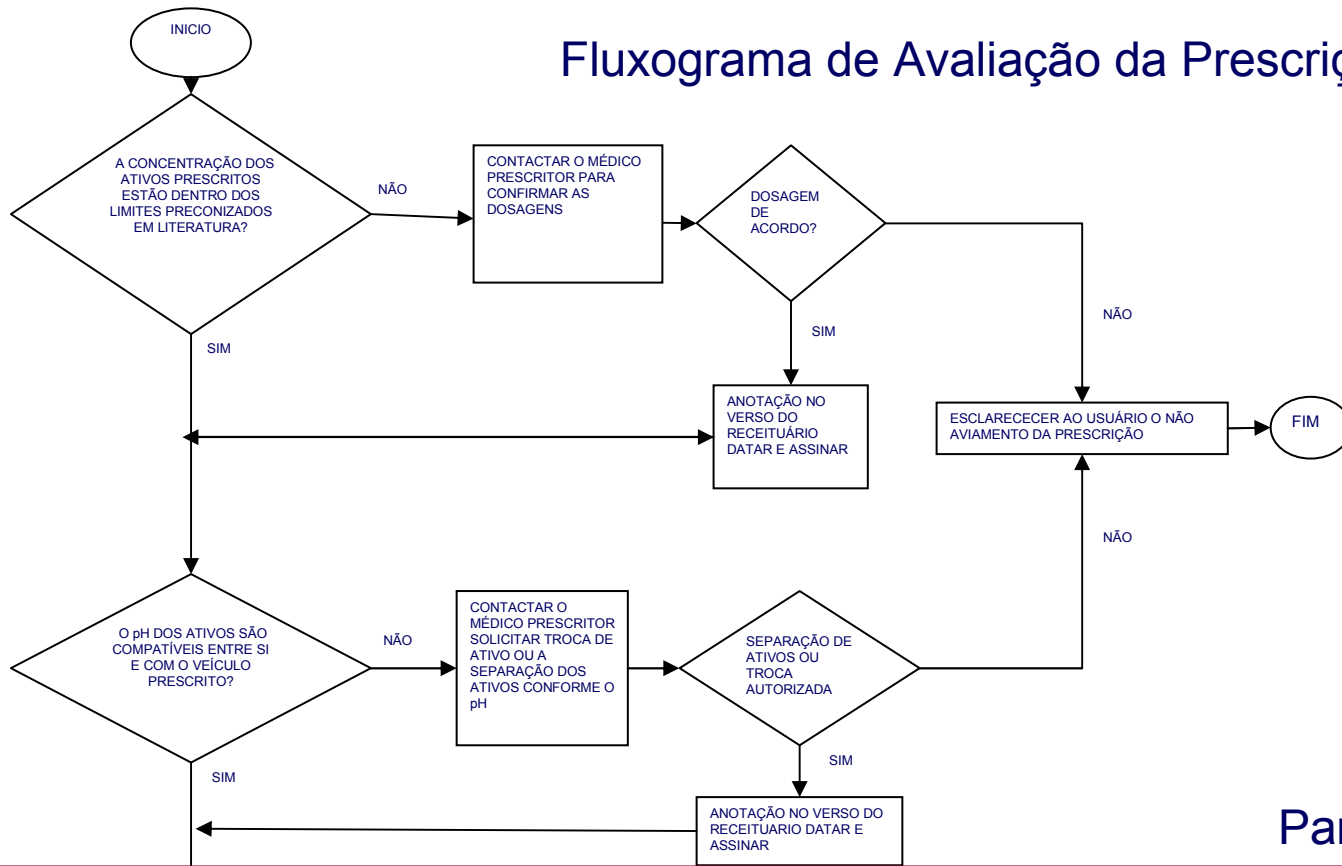 INICIO
Fluxograma de Avaliação da
A CONCENTRAÇÃO DOS
ATIVOS PRESCRITOS
ESTÃO DENTRO DOS
LIMITES PRECONIZADOS
EM LITERATURA?
NÃO
CONTACTAR O MÉDICO
PRESCRITOR PARA
CONFIRMAR AS
DOSAGENS
DOSAGEM
DE
ACORDO?
NÃO
SIM
SIM
ANOTAÇÃO NO
VERSO DO
RECEITUÁRIO
DATAR E ASSINAR
ESCLARECECER AO USUÁRIO O NÃO
AVIAMENTO DA PRESCRIÇÃO
FIM
NÃO
O pH DOS ATIVOS SÃO
COMPATÍVEIS ENTRE SI
E COM O VEÍCULO
PRESCRITO?
NÃO
CONTACTAR O
MÉDICO PRESCRITOR
SOLICITAR TROCA DE
ATIVO OU A
SEPARAÇÃO DOS
ATIVOS CONFORME O
pH
SEPARAÇÃO DE
ATIVOS OU
TROCA
AUTORIZADA
SIM
SIM
ANOTAÇÃO NO VERSO DO
RECEITUARIO DATAR E
ASSINAR